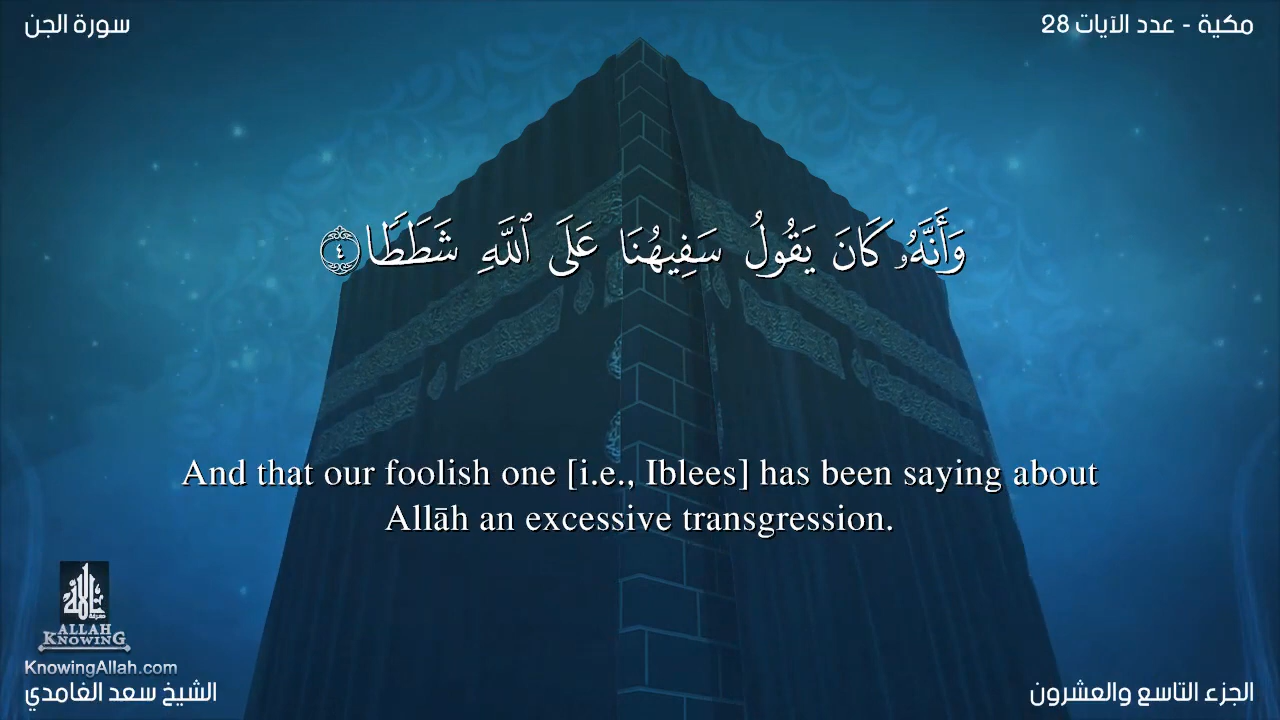 سورة الجن
مكية - عدد الآيات 28
وَأَنَّهُۥ كَانَ يَقُولُ سَفِيهُنَا عَلَى ٱللَّهِ شَطَطًا ٤
And that our foolish one [i.e., Iblees] has been saying about
Allāh an excessive transgression.
ALLAH
KNOWING
KnowingAllah.com
الشيخ سعد الغامدي
الجزء التاسع والعشرون